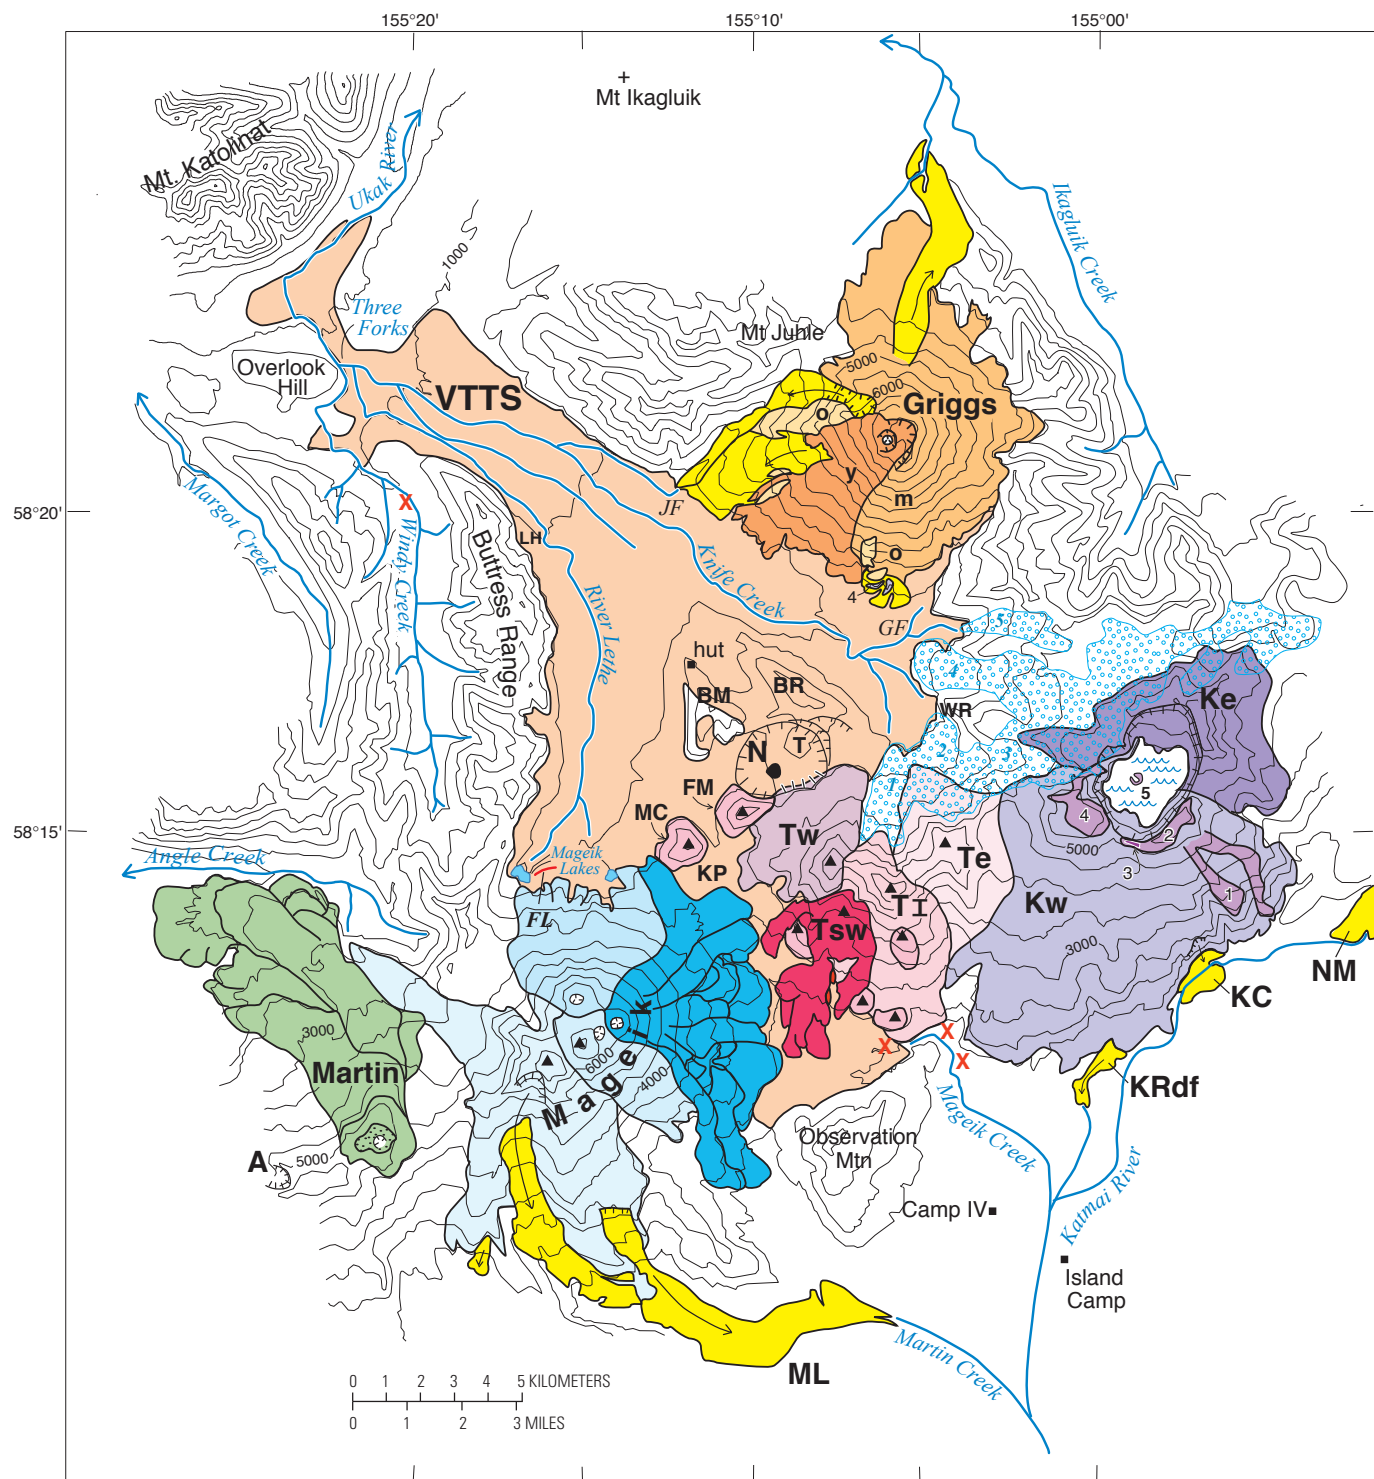 155°20'
155°10'
155°00'
Mt Ikagluik
Mt. Katolinat
Ukak River
1000
Ikagluik Creek
Three
Forks
Mt Juhle
Overlook
Hill
VTTS
5000
6000
Griggs
o
y
m
Margot Creek
58°20'
X
JF
LH
Windy Creek
Buttress Range
Knife Creek
o
4
River Lethe
GF
5
hut
4
BM
BR
WR
Ke
N
T
2
3
1
5
FM
MC
4
2
58°15'
Tw
Te
5000
3
Angle Creek
Mageik
Lakes
KP
TI
Kw
1
FL
Tsw
3000
NM
KC
3000
Mageik
6000
4000
X
X
X
Martin
KRdf
Mageik Creek
Observation
Mtn
A
5000
Katmai River
Camp IV
Island
Camp
Martin Creek
ML
0 1 2 3 4 5 KILOMETERS
0 1 2 3 MILES